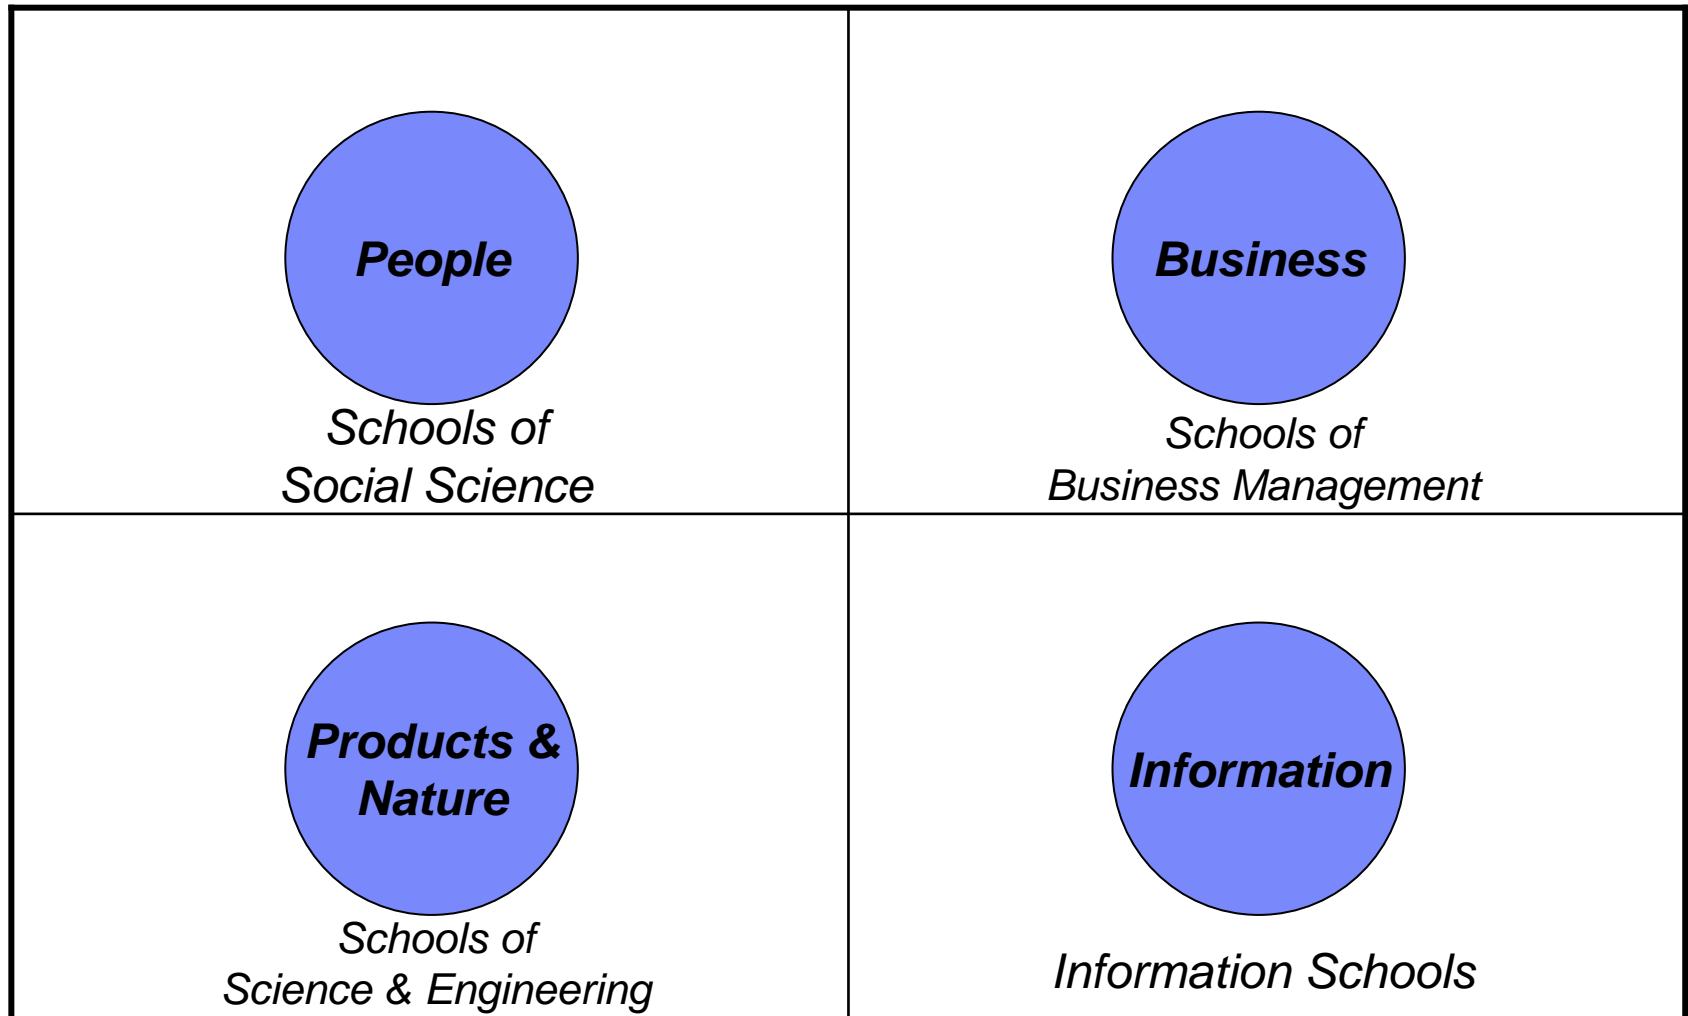 People
Schools of
Social Science
Business
Schools of
Business Management
Products &
Nature
Schools of
Science & Engineering
Information
Information Schools